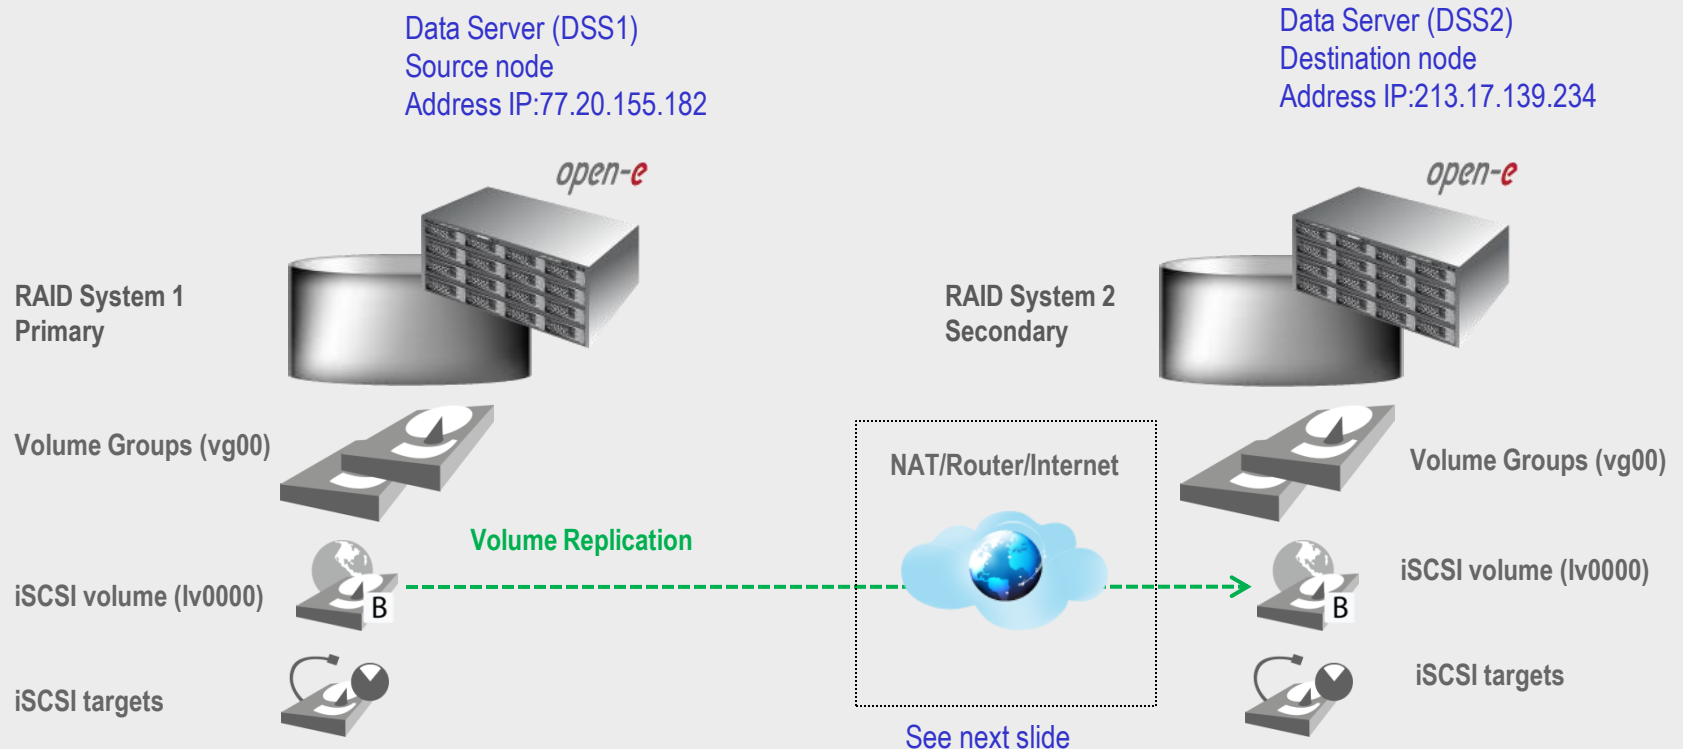 Data Server (DSS1)
Source node
Address IP:77.20.155.182
Data Server (DSS2)
Destination node
Address IP:213.17.139.234
open-e
open-e
RAID System 1
Primary
RAID System 2
Secondary
Volume Groups (vg00)
NAT/Router/Internet
Volume Groups (vg00)
Volume Replication
iSCSI volume (lv0000)
B
B
iSCSI volume (lv0000)
iSCSI targets
iSCSI targets
See next slide